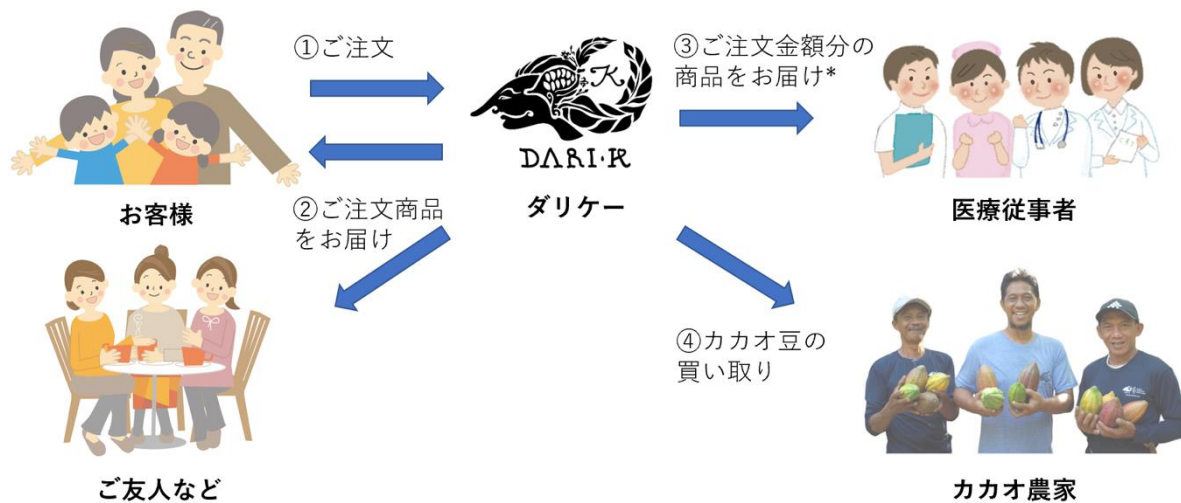 ①ご注文
③ご注文金額分の
商品をお届け*
K
DARI·K
お客様
ダリケー
医療従事者
②ご注文商品
をお届け
④カカオ豆の
買い取り
ご友人など
カカオ農家